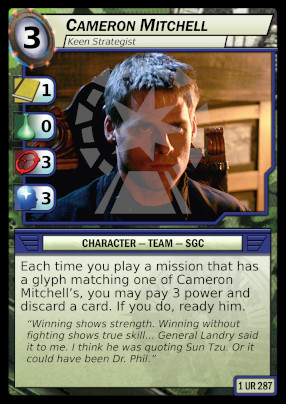 3
CAMERON MITCHELL
Keen Strategist
1
0
3
3
CHARACTER – TEAM – SGC
Each time you play a mission that has
a glyph matching one of Cameron
Mitchell's, you may pay 3 power and
discard a card. If you do, ready him.
"Winning shows strength. Winning without
fighting shows true skill... General Landry said
it to me. I think he was quoting Sun Tzu. Or it
could have been Dr. Phil."
1 UR 287